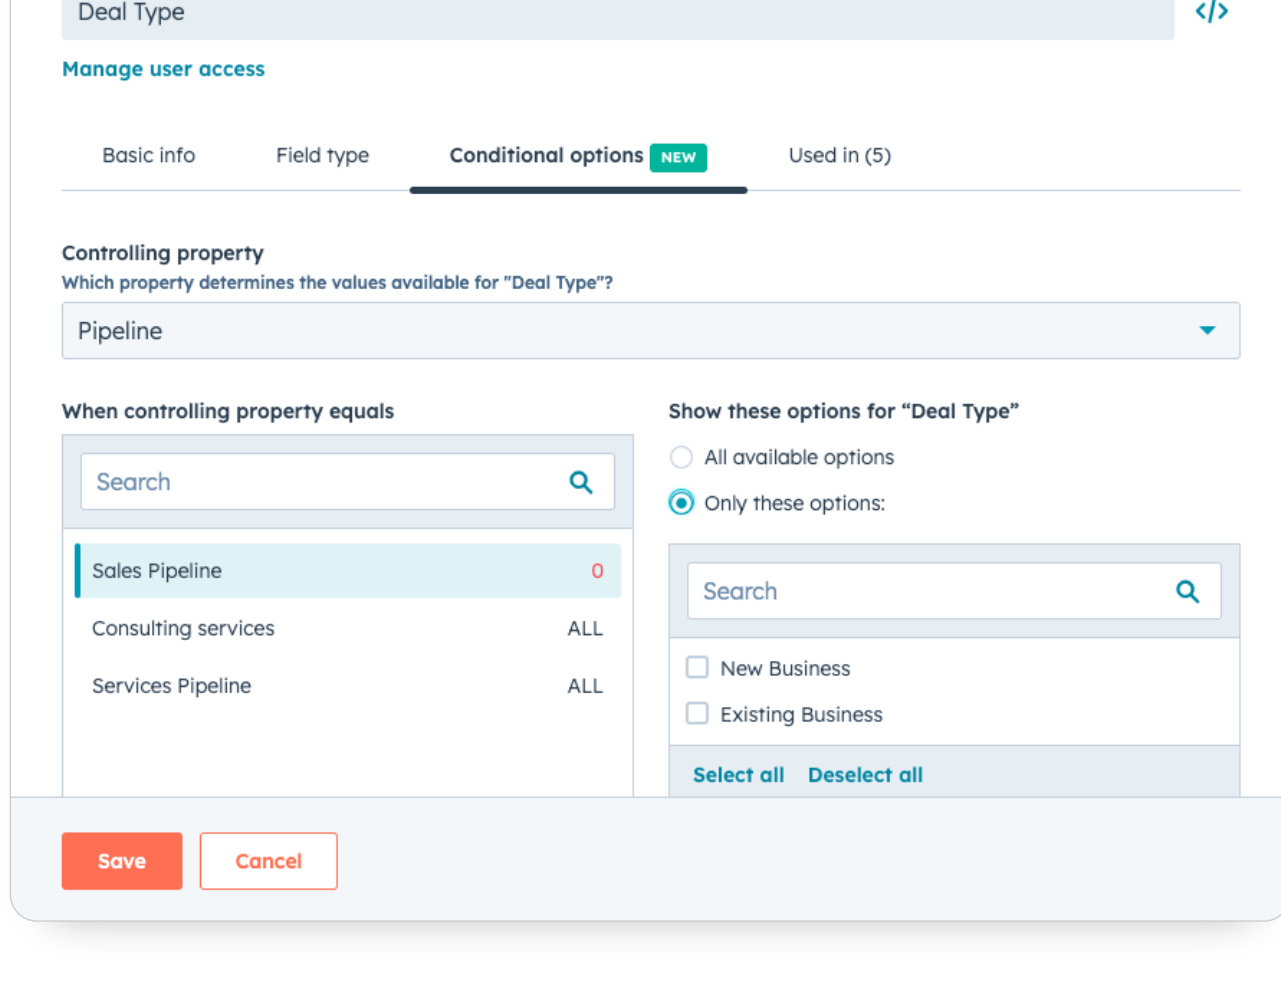 Deal Type
</>
Manage user access
Basic info Field type Conditional options NEW Used in (5)
Controlling property
Which property determines the values available for "Deal Type"?
Pipeline
When controlling property equals
Search
Sales Pipeline 0
Consulting services ALL
Services Pipeline ALL
Show these options for “Deal Type”
All available options
Only these options:
Search
New Business
Existing Business
Select all Deselect all
Save Cancel